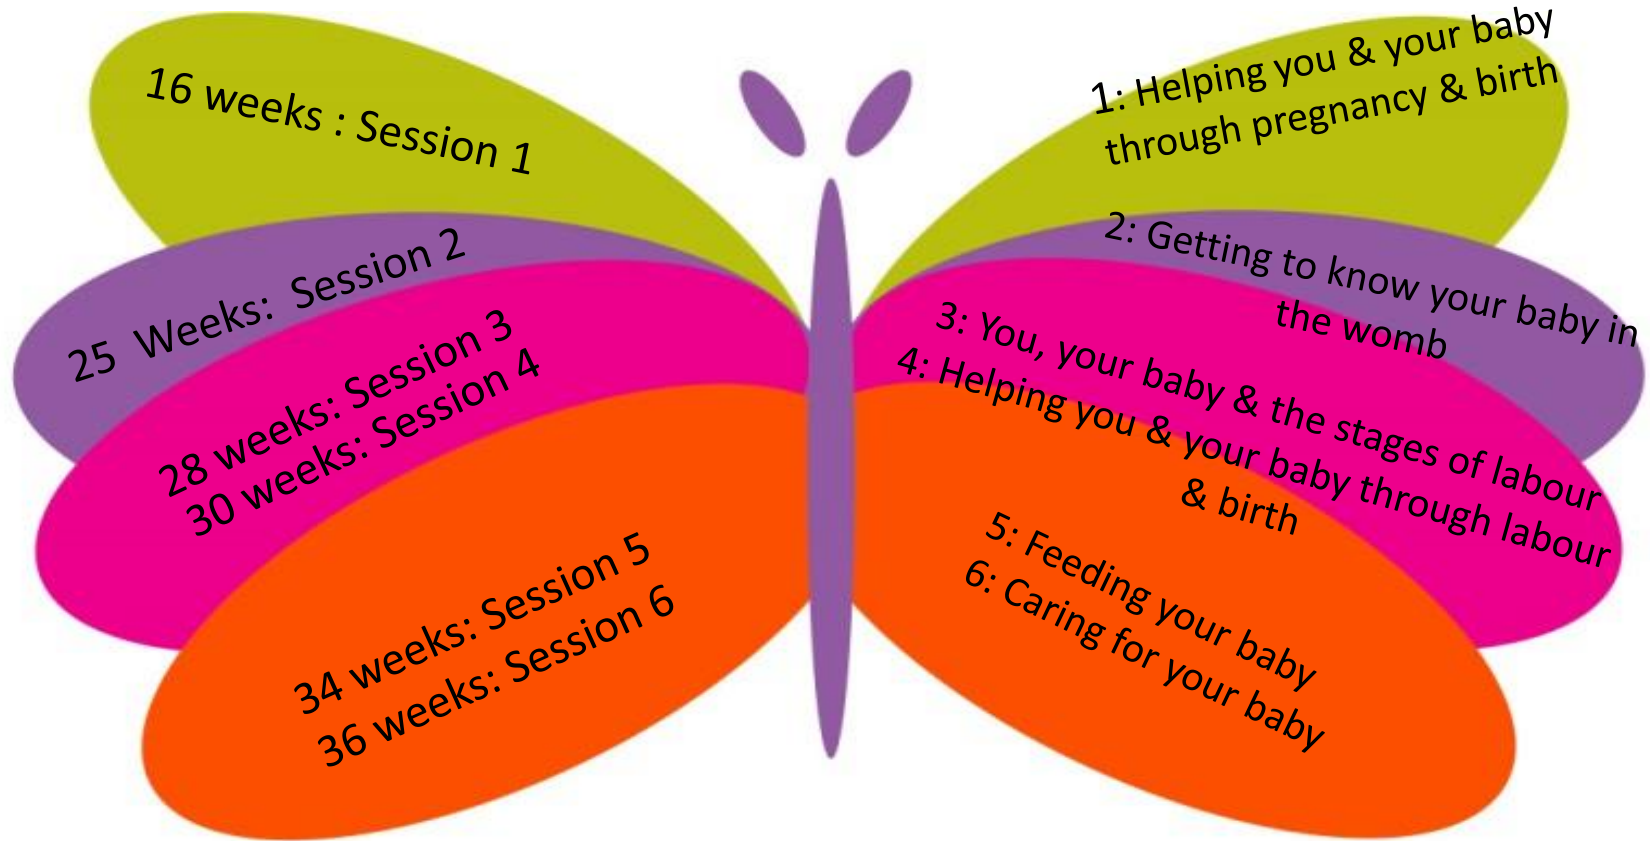 16 weeks : Session 1
25 Weeks: Session 2
28 weeks: Session 3
30 weeks: Session 4
34 weeks: Session 5
36 weeks: Session 6
1: Helping you & your baby
through pregnancy & birth
2: Getting to know your baby in
the womb
3: You, your baby & the stages of labour
4: Helping you & your baby through labour
& birth
5: Feeding your baby
6: Caring for your baby